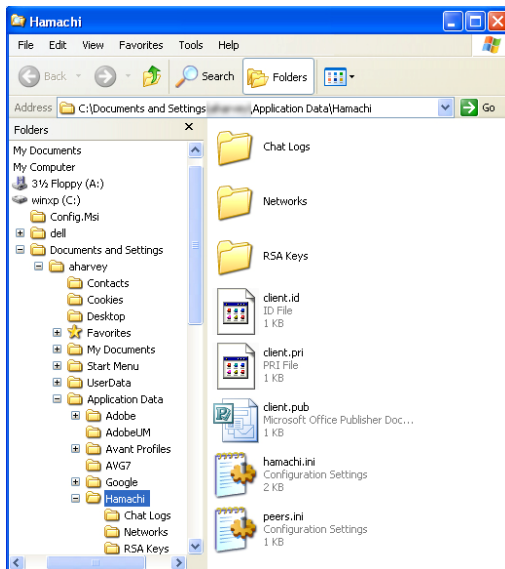 Hamachi
File Edit View Favorites Tools Help
Back Search Folders
Address C:\Documents and Settings \Application Data\Hamachi Go
Folders
My Documents
My Computer
3½ Floppy (A:)
winxp (C:)
Config.Msi
dell
Documents and Settings
aharvey
Contacts
Cookies
Desktop
Favorites
My Documents
Start Menu
UserData
Application Data
Adobe
AdobeUM
Avant Profiles
AVG7
Google
Hamachi
Chat Logs
Networks
RSA Keys
Chat Logs
Networks
RSA Keys
client.id
ID File
1 KB
client.pri
PRI File
1 KB
client.pub
Microsoft Office Publisher Doc...
1 KB
hamachi.ini
Configuration Settings
2 KB
peers.ini
Configuration Settings
1 KB